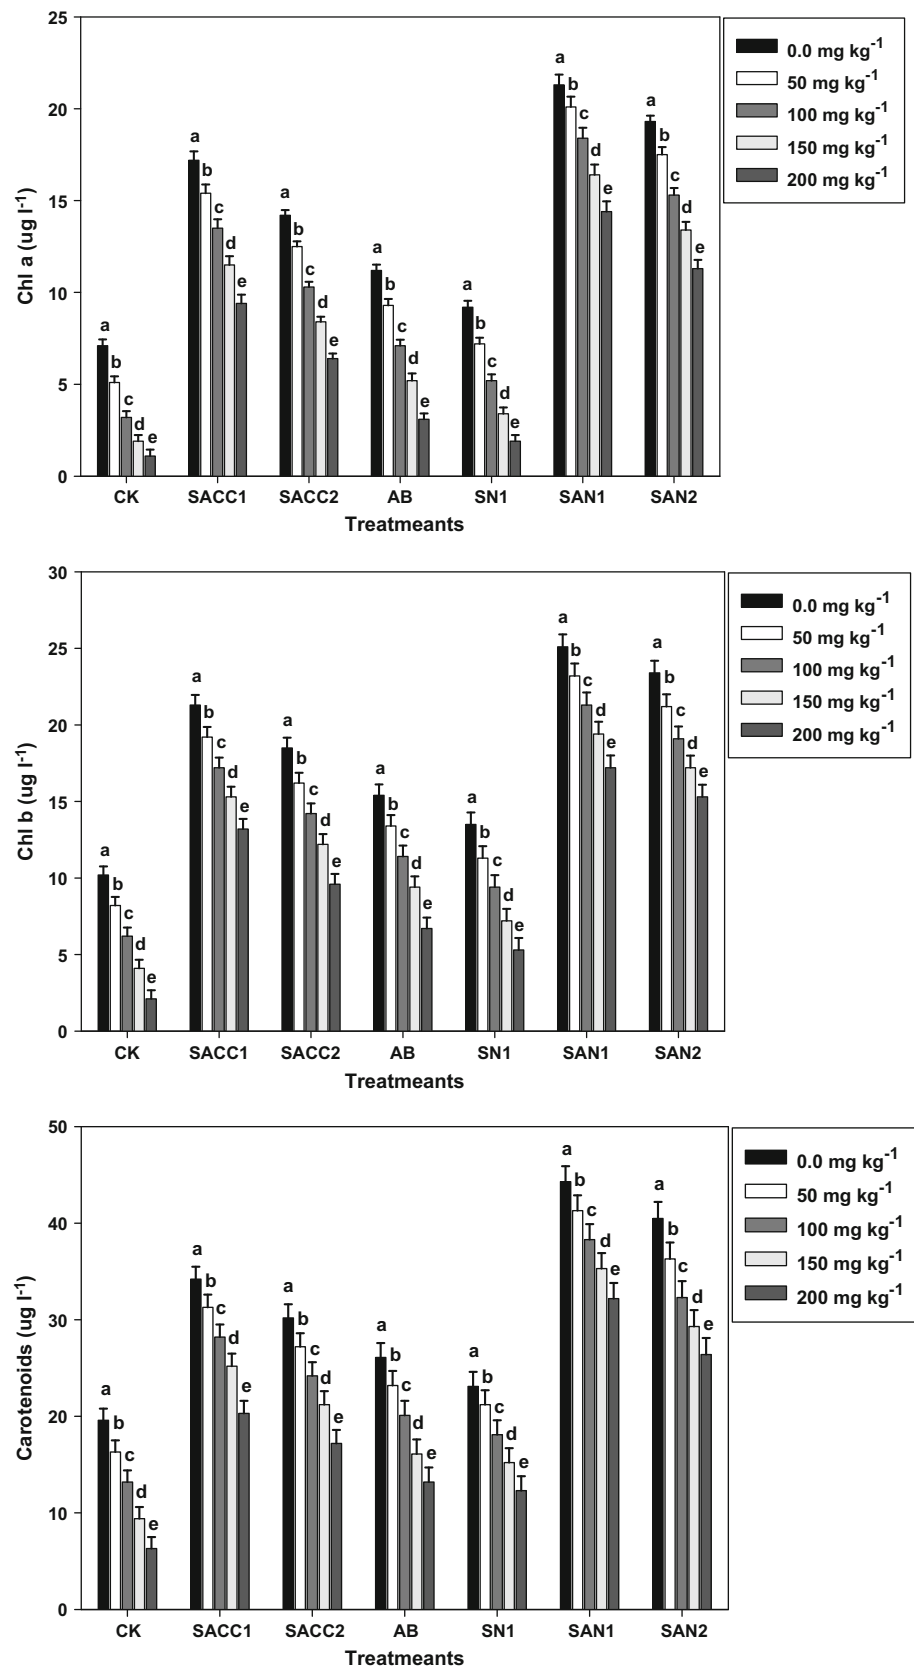 25
20
15
10
5
0
Chl a (ug l-1)
a b c d e
a b c d e
a b c d e
a b c d e
a b c d e
a b c d e
a b c d e
CK SACC1 SACC2 AB SN1 SAN1 SAN2
Treatmeants
0.0 mg kg-1
50 mg kg-1
100 mg kg-1
150 mg kg-1
200 mg kg-1
30
25
20
15
10
5
0
Chl b (ug l-1)
a b c d e
a b c d e
a b c d e
a b c d e
a b c d e
a b c d e
a b c d e
CK SACC1 SACC2 AB SN1 SAN1 SAN2
Treatmeants
0.0 mg kg-1
50 mg kg-1
100 mg kg-1
150 mg kg-1
200 mg kg-1
50
40
30
20
10
0
Carotenoids (ug l-1)
a b c d e
a b c d e
a b c d e
a b c d e
a b c d e
a b c d e
a b c d e
CK SACC1 SACC2 AB SN1 SAN1 SAN2
Treatmeants
0.0 mg kg-1
50 mg kg-1
100 mg kg-1
150 mg kg-1
200 mg kg-1